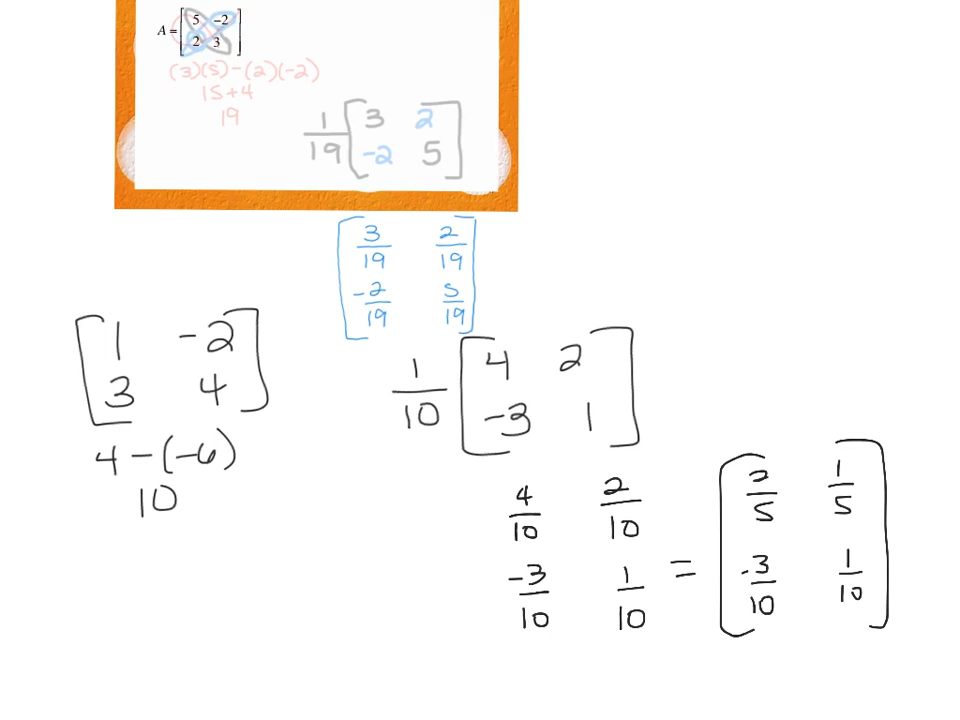 A = [ 5 -2
2 3 ]
(3)(5) - (2)(-2)
15+4
19
1/19 [ 3 2
-2 5 ]
[ 3/19 2/19
-2/19 5/19 ]
[ 1 -2
3 4 ]
4 - (-6)
10
1/10 [ 4 2
-3 1 ]
4/10 2/10
-3/10 1/10
= [ 2/5 1/5
-3/10 1/10 ]